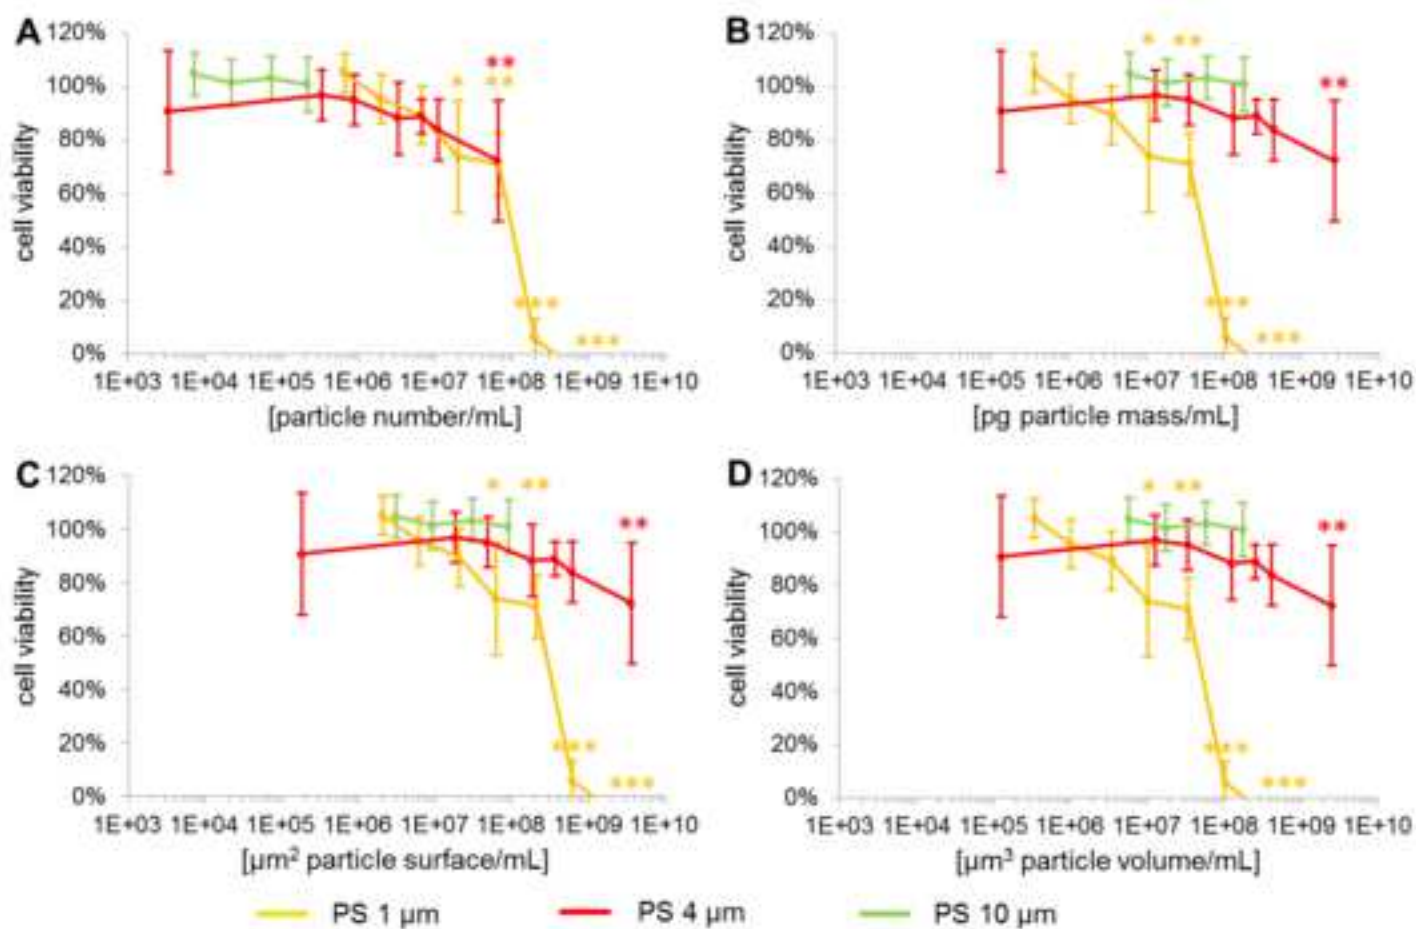 A
120%
100%
80%
60%
40%
20%
0%
cell viability
* **
**
*** ***
1E+03 1E+04 1E+05 1E+06 1E+07 1E+08 1E+09 1E+10
[particle number/mL]
B
120%
100%
80%
60%
40%
20%
0%
cell viability
* **
**
*** ***
1E+03 1E+04 1E+05 1E+06 1E+07 1E+08 1E+09 1E+10
[pg particle mass/mL]
C
120%
100%
80%
60%
40%
20%
0%
cell viability
* **
**
*** ***
1E+03 1E+04 1E+05 1E+06 1E+07 1E+08 1E+09 1E+10
[µm² particle surface/mL]
D
120%
100%
80%
60%
40%
20%
0%
cell viability
* **
**
*** ***
1E+03 1E+04 1E+05 1E+06 1E+07 1E+08 1E+09 1E+10
[µm³ particle volume/mL]
PS 1 µm PS 4 µm PS 10 µm